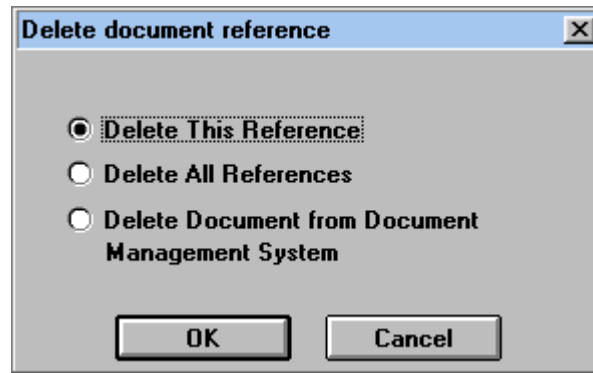 Delete document reference
Delete This Reference
Delete All References
Delete Document from Document
Management System
OK Cancel